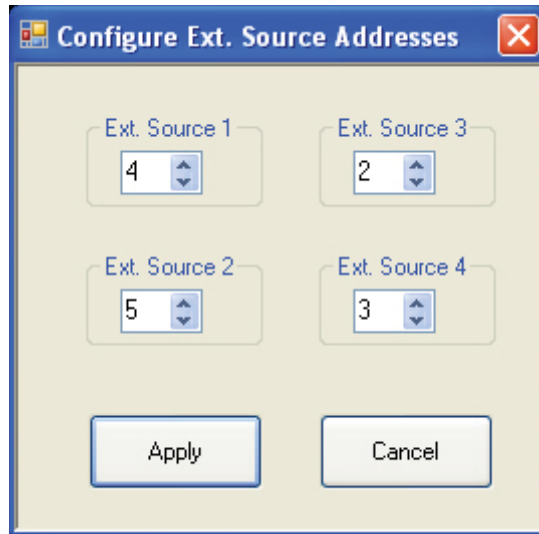 Configure Ext. Source Addresses
Ext. Source 1
4
Ext. Source 3
2
Ext. Source 2
5
Ext. Source 4
3
Apply
Cancel